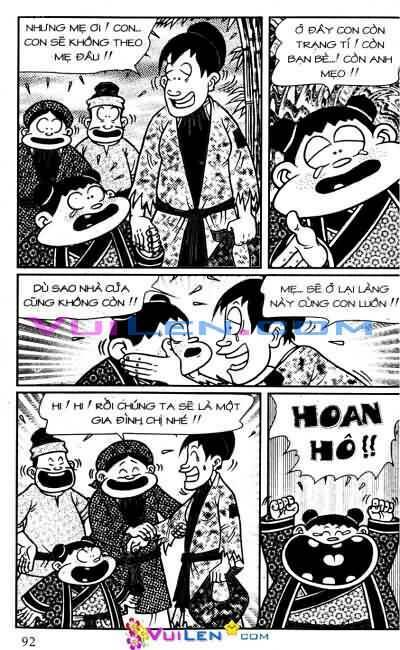 NHƯNG MẸ ƠI ! CON...
CON SẼ KHÔNG THEO
MẸ ĐÂU !!
Ở ĐÂY CON CÒN
TRẠNG TÍ ! CÒN
BẠN BÈ..! CÒN ANH
MẸO !!
DÙ SAO NHÀ CỬA
CŨNG KHÔNG CÒN !!
MẸ... SẼ Ở LẠI LÀNG
NÀY CÙNG CON LUÔN !!
VUILEN.COM
HI ! HI ! RỒI CHÚNG TA SẼ LÀ MỘT
GIA ĐÌNH, CHỊ NHÉ !!
HOAN
HÔ !!
92
VUILEN.COM